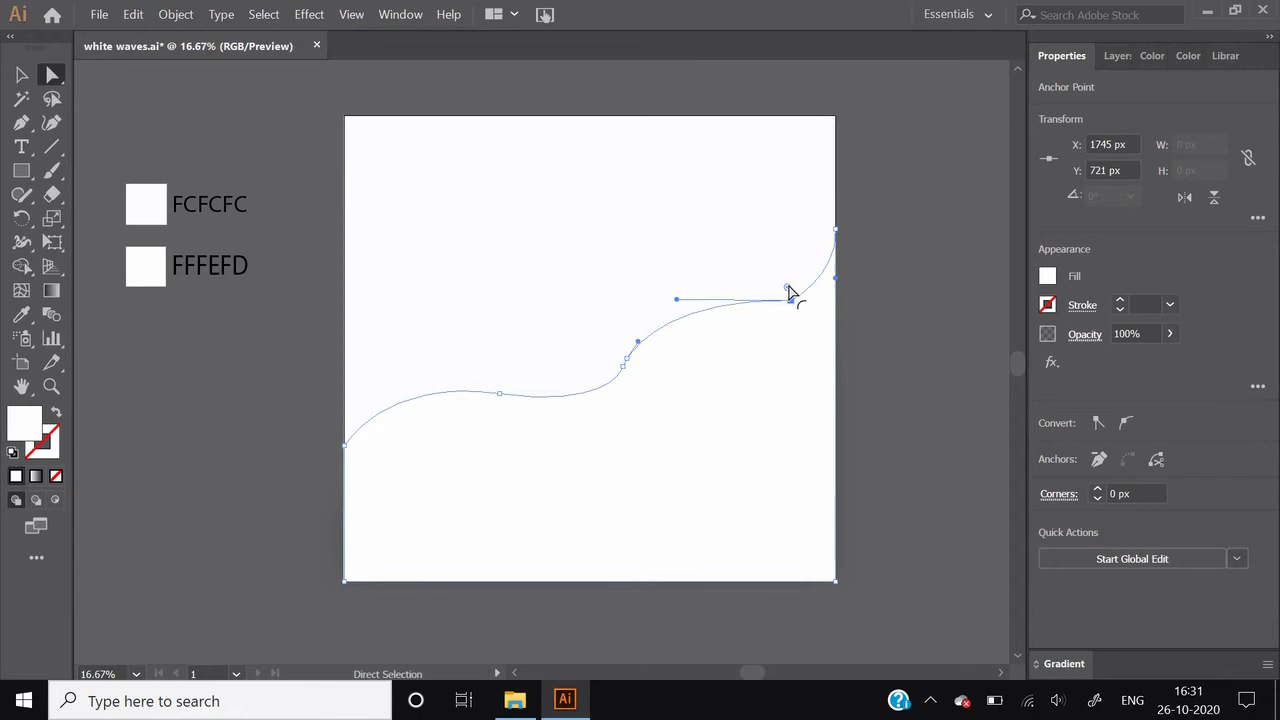 Ai File Edit Object Type Select Effect View Window Help Essentials Search Adobe Stock
white waves.ai* @ 16.67% (RGB/Preview)
FCFCFC
FFFEFD
Properties Layers Color Color Librar
Anchor Point
Transform
X: 1745 px W: 0 px
Y: 721 px H: 0 px
0°
Appearance
Fill
Stroke
Opacity 100%
fx.
Convert:
Anchors:
Corners: 0 px
Quick Actions
Start Global Edit
Gradient
16.67% 1 Direct Selection
Type here to search
Ai
ENG
16:31
26-10-2020